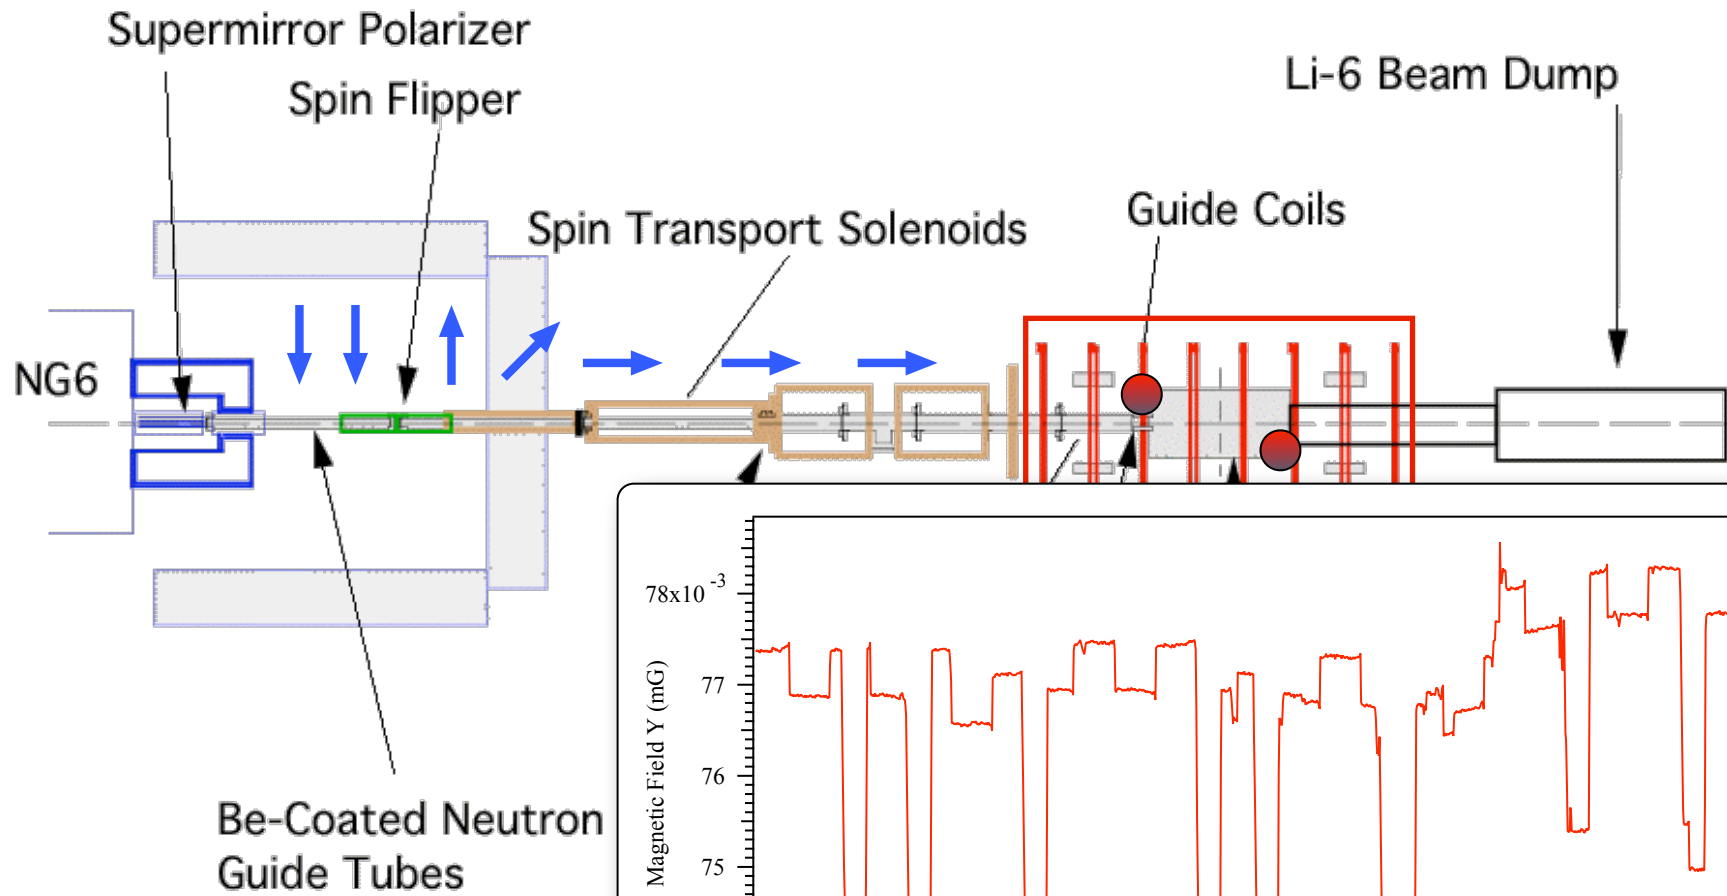 Supermirror Polarizer
Spin Flipper
Li-6 Beam Dump
Spin Transport Solenoids
Guide Coils
NG6
Be-Coated Neutron
Guide Tubes
78x10-3
77
76
75
Magnetic Field Y (mG)